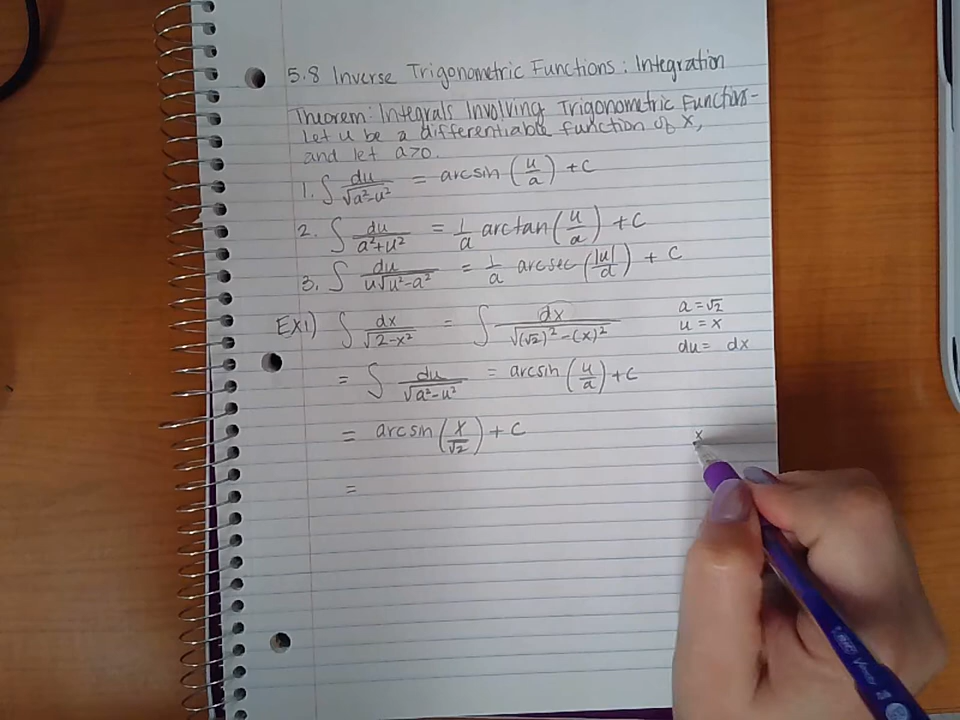 5.8 Inverse Trigonometric Functions: Integration
Theorem: Integrals Involving Trigonometric Functions-
Let u be a differentiable function of x,
and let a>0.
1. ∫ du/√(a²-u²) = arcsin (u/a) + C
2. ∫ du/(a²+u²) = 1/a arctan (u/a) + C
3. ∫ du/(u√(u²-a²)) = 1/a arcsec (|u|/a) + C
EX1) ∫ dx/√(2-x²) = ∫ dx/√((√2)²-(x)²)
a = √2
u = x
du = dx
= ∫ du/√(a²-u²) = arcsin (u/a) + C
= arcsin (x/√2) + C
x
=